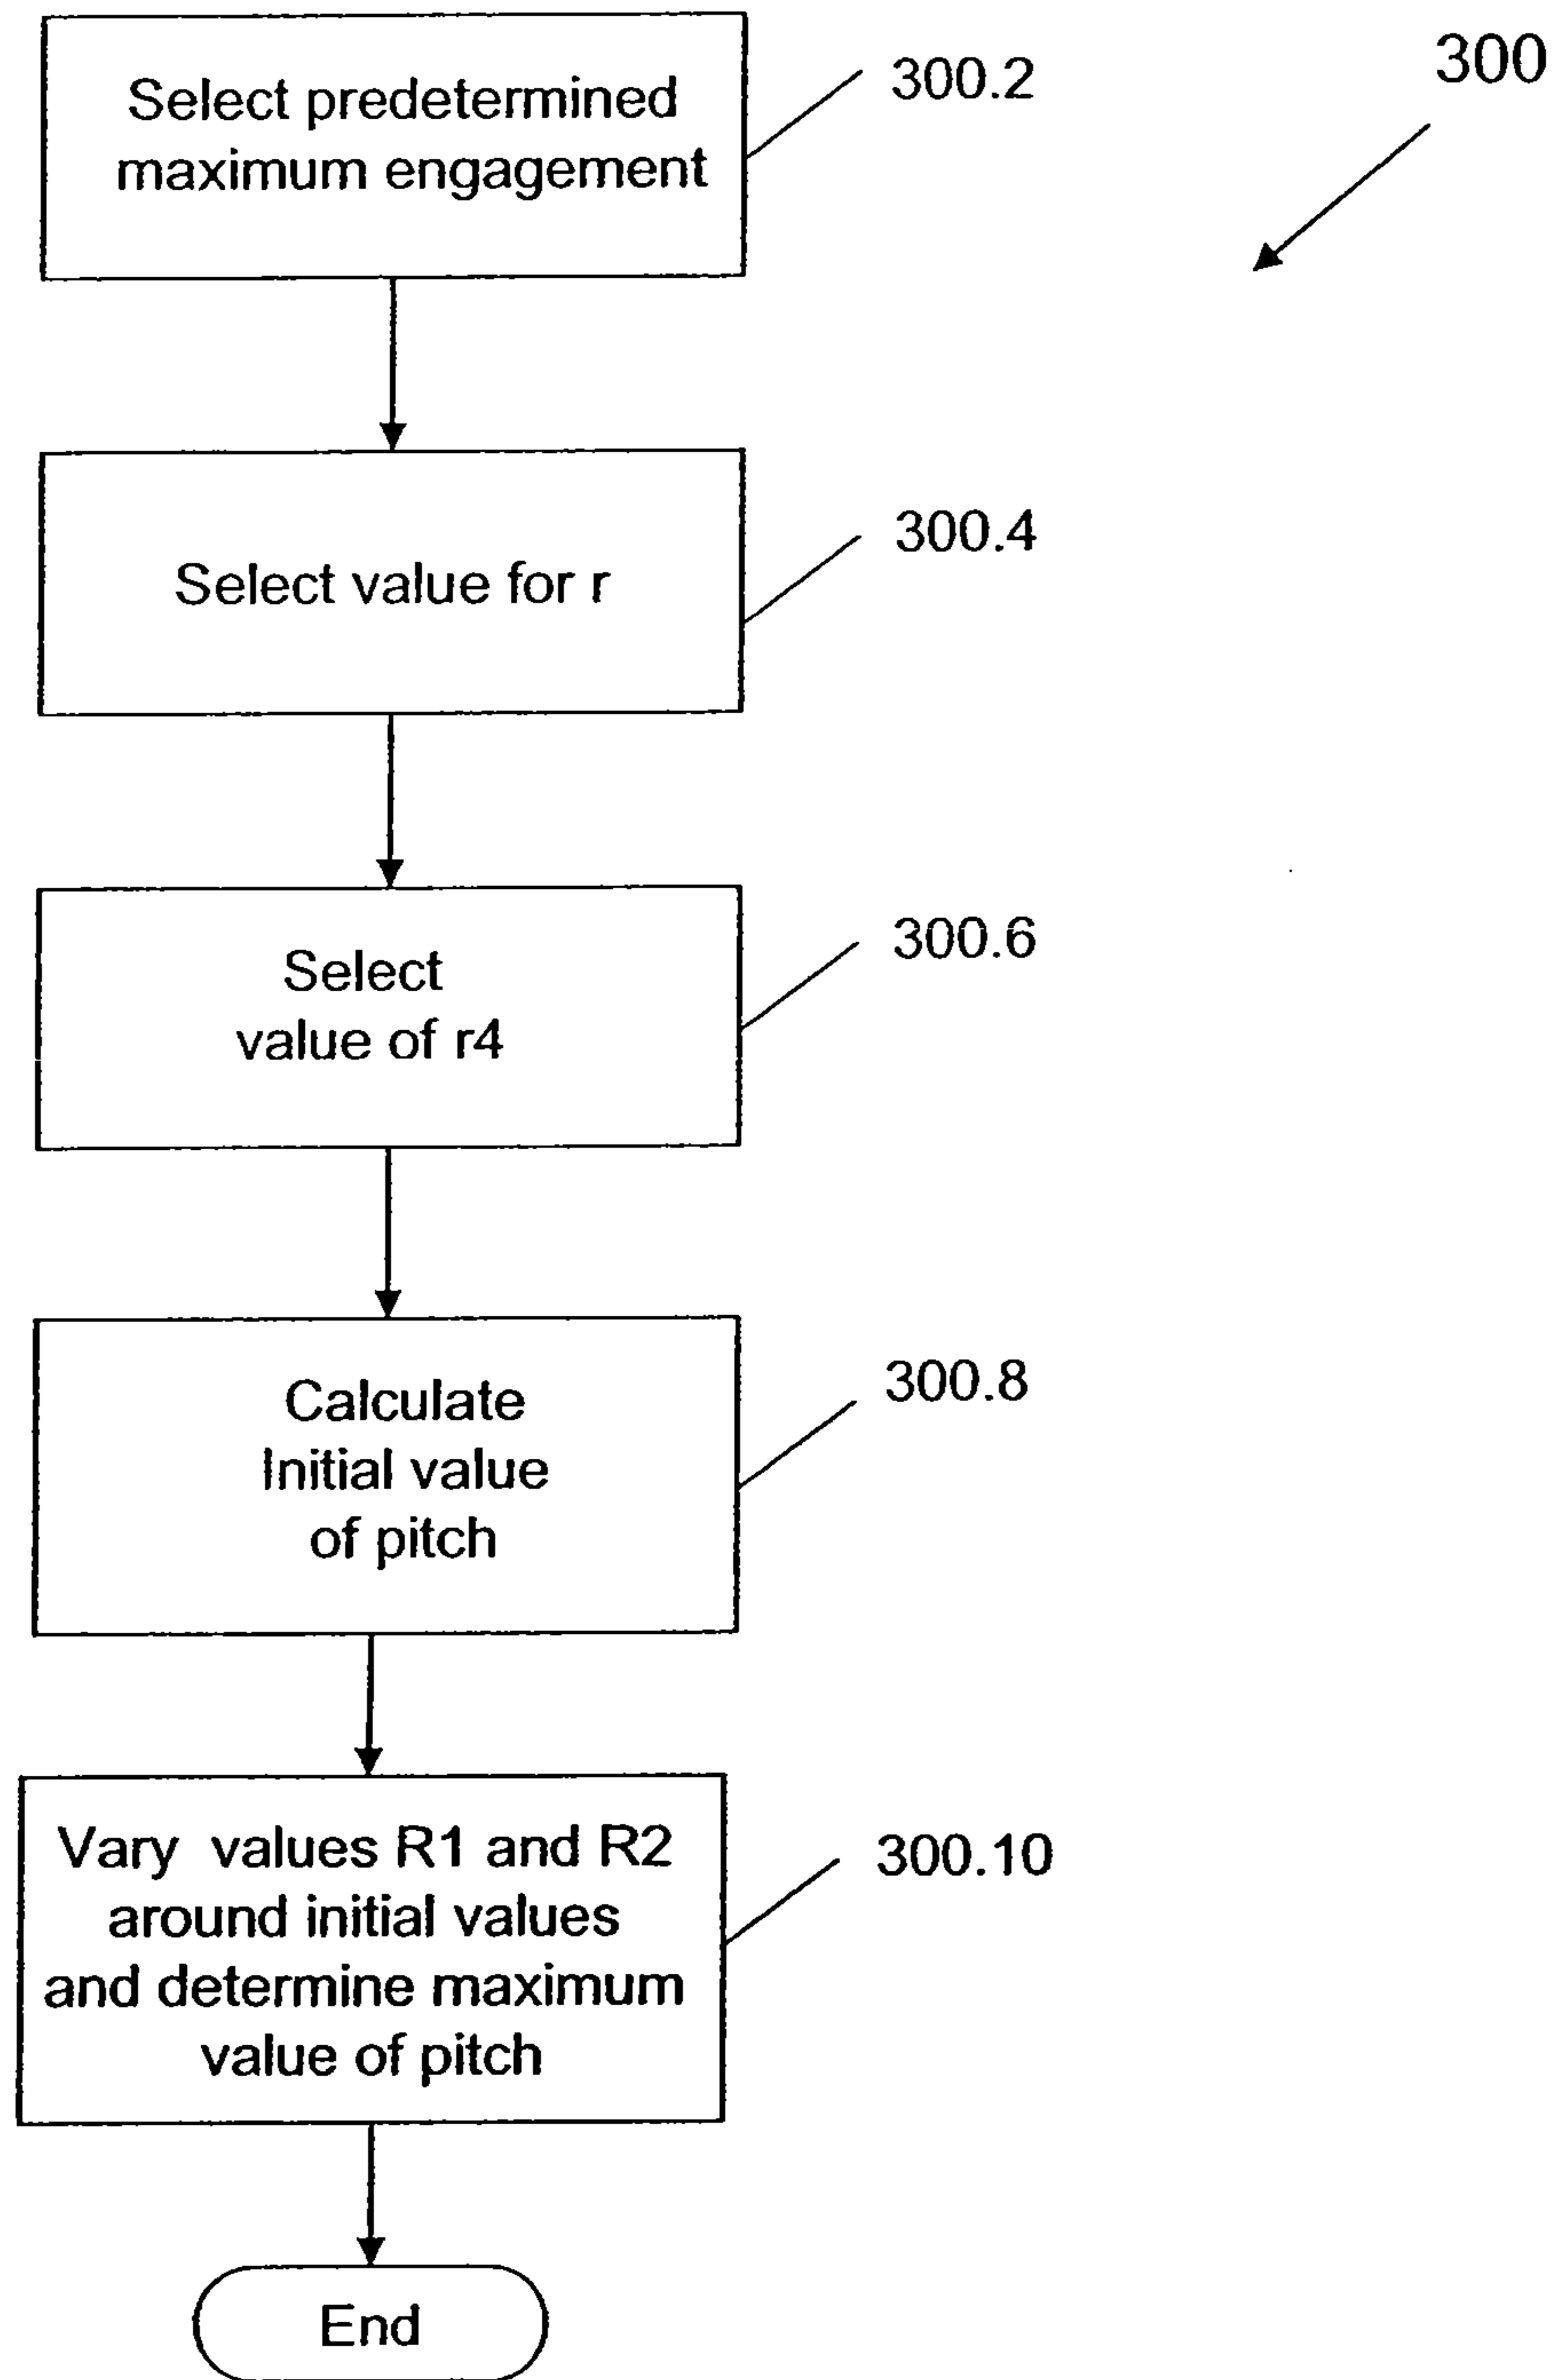 300
Select predetermined
maximum engagement
300.2
Select value for r
300.4
Select
value of r4
300.6
Calculate
Initial value
of pitch
300.8
Vary values R1 and R2
around initial values
and determine maximum
value of pitch
300.10
End